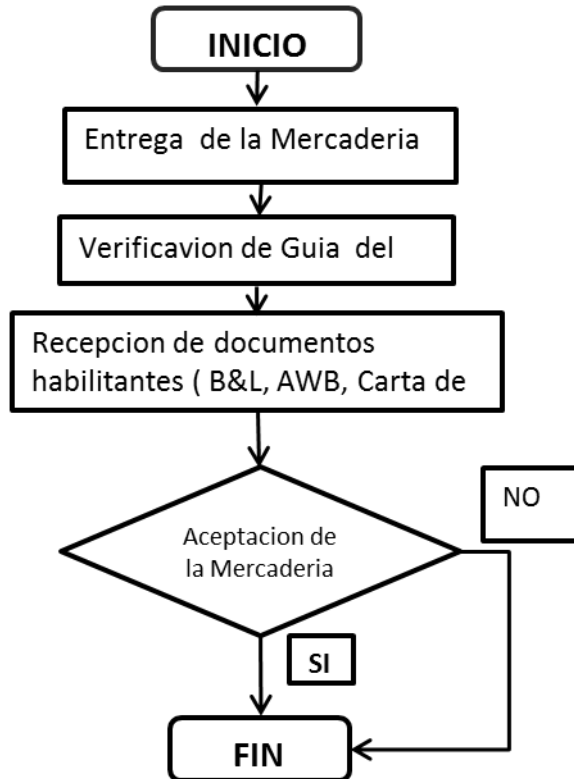 INICIO
Entrega de la Mercaderia
Verificavion de Guia del
Recepcion de documentos
habilitantes ( B&L, AWB, Carta de
NO
Aceptacion de
la Mercaderia
SI
FIN